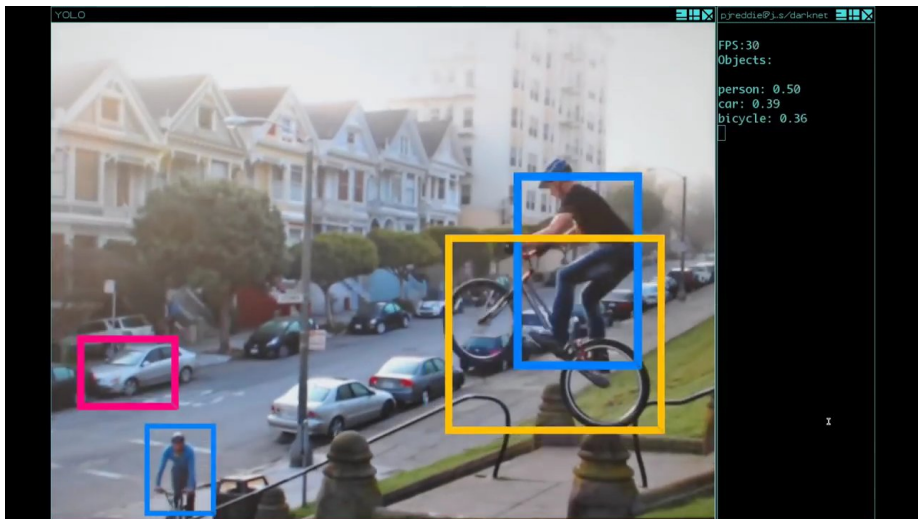 YOLO
pjreddie@j.s/darknet
FPS:30
Objects:
person: 0.50
car: 0.39
bicycle: 0.36